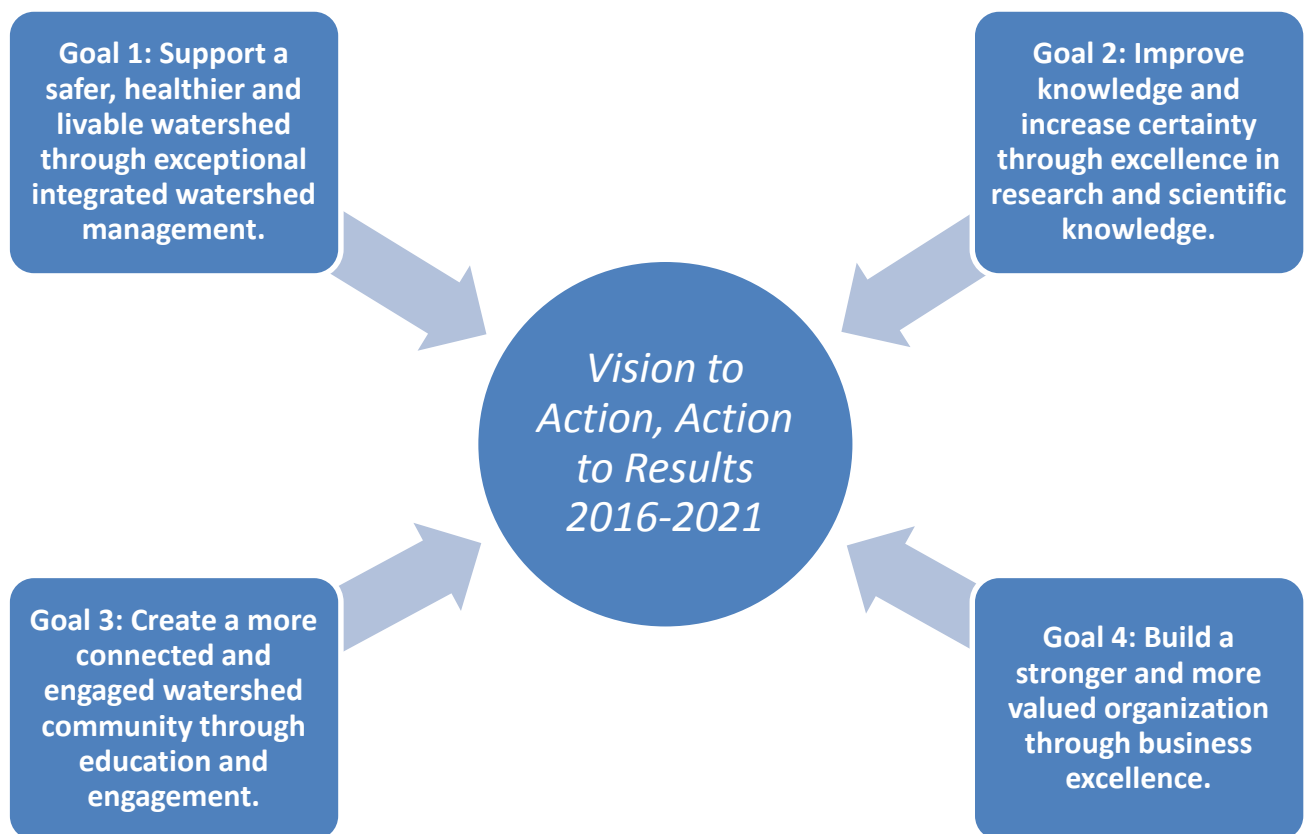 Goal 1: Support a
safer, healthier and
livable watershed
through exceptional
integrated watershed
management.
Goal 2: Improve
knowledge and
increase certainty
through excellence in
research and scientific
knowledge.
Vision to
Action, Action
to Results
2016-2021
Goal 3: Create a more
connected and
engaged watershed
community through
education and
engagement.
Goal 4: Build a
stronger and more
valued organization
through business
excellence.